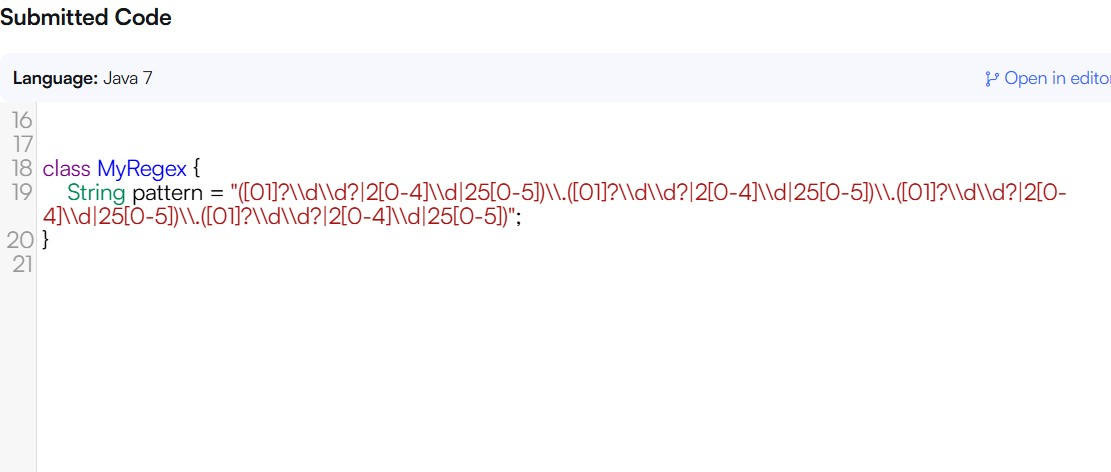 Submitted Code
Language: Java 7
Open in editor
16
17
18 class MyRegex {
19 String pattern = "([01]?\\d\\d?|2[0-4]\\d|25[0-5])\\.([01]?\\d\\d?|2[0-4]\\d|25[0-5])\\.([01]?\\d\\d?|2[0-
4]\\d|25[0-5])\\.([01]?\\d\\d?|2[0-4]\\d|25[0-5])";
20 }
21